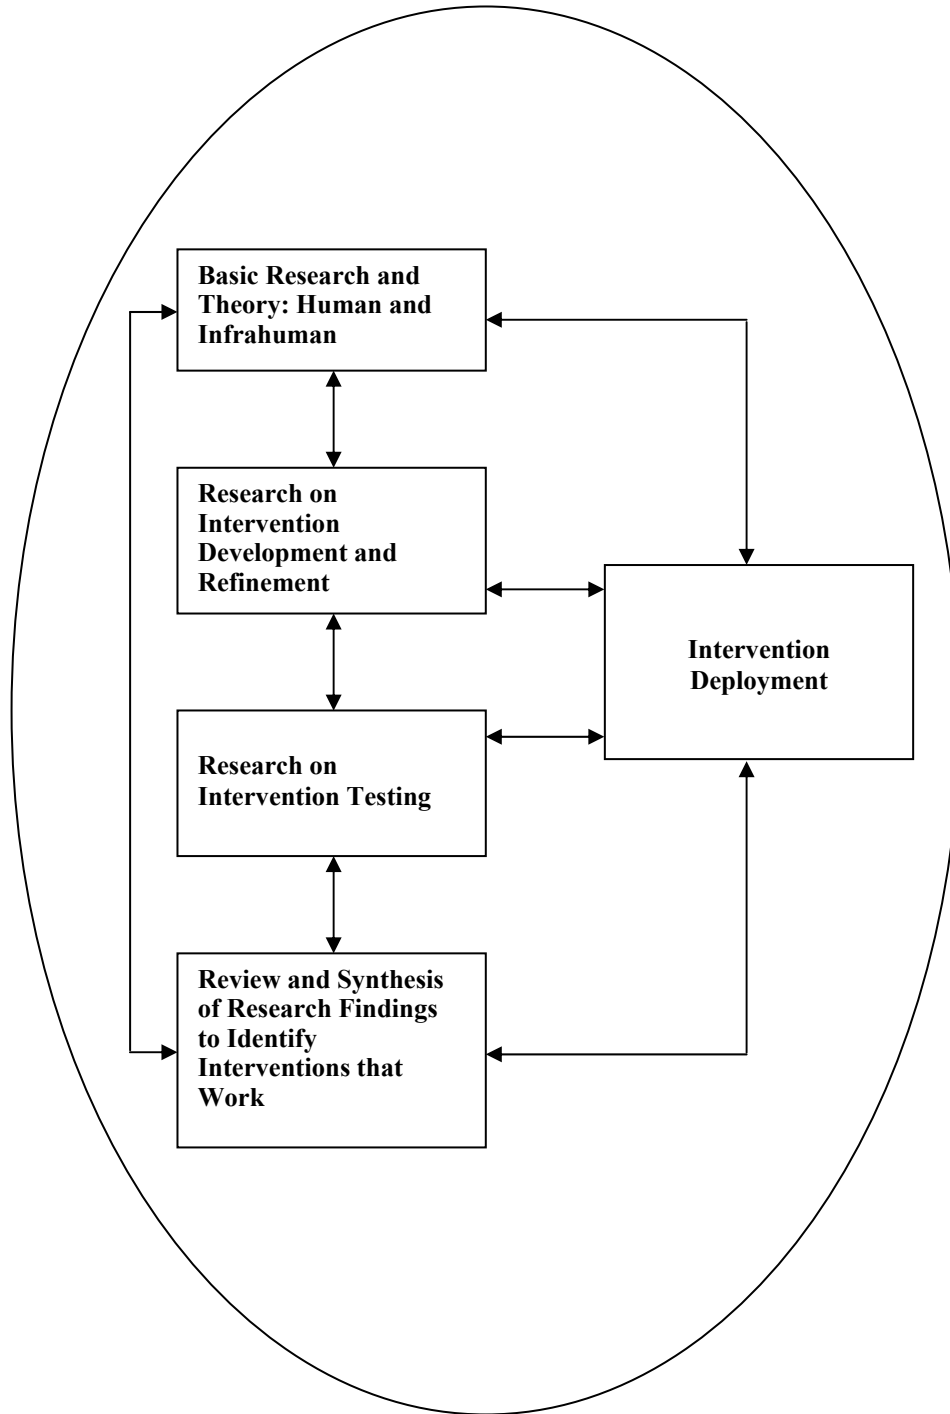 Basic Research and
Theory: Human and
Infrahuman
Research on
Intervention
Development and
Refinement
Intervention
Deployment
Research on
Intervention Testing
Review and Synthesis
of Research Findings
to Identify
Interventions that
Work